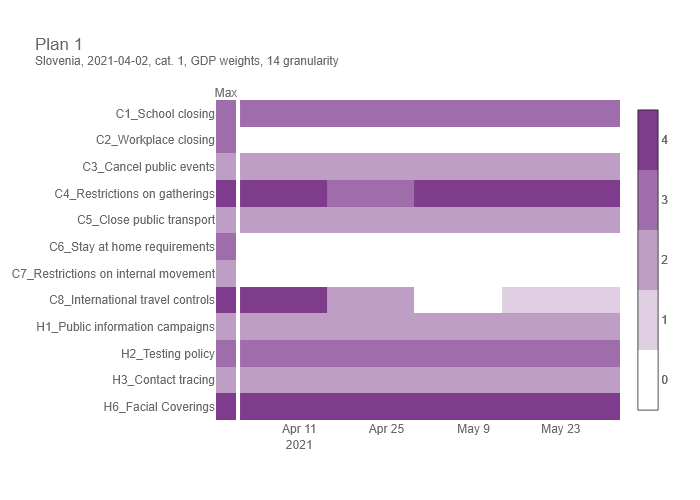 Plan 1
Slovenia, 2021-04-02, cat. 1, GDP weights, 14 granularity
Max
C1_School closing
C2_Workplace closing
C3_Cancel public events
C4_Restrictions on gatherings
C5_Close public transport
C6_Stay at home requirements
C7_Restrictions on internal movement
C8_International travel controls
H1_Public information campaigns
H2_Testing policy
H3_Contact tracing
H6_Facial Coverings
Apr 11 Apr 25 May 9 May 23
2021
4
3
2
1
0